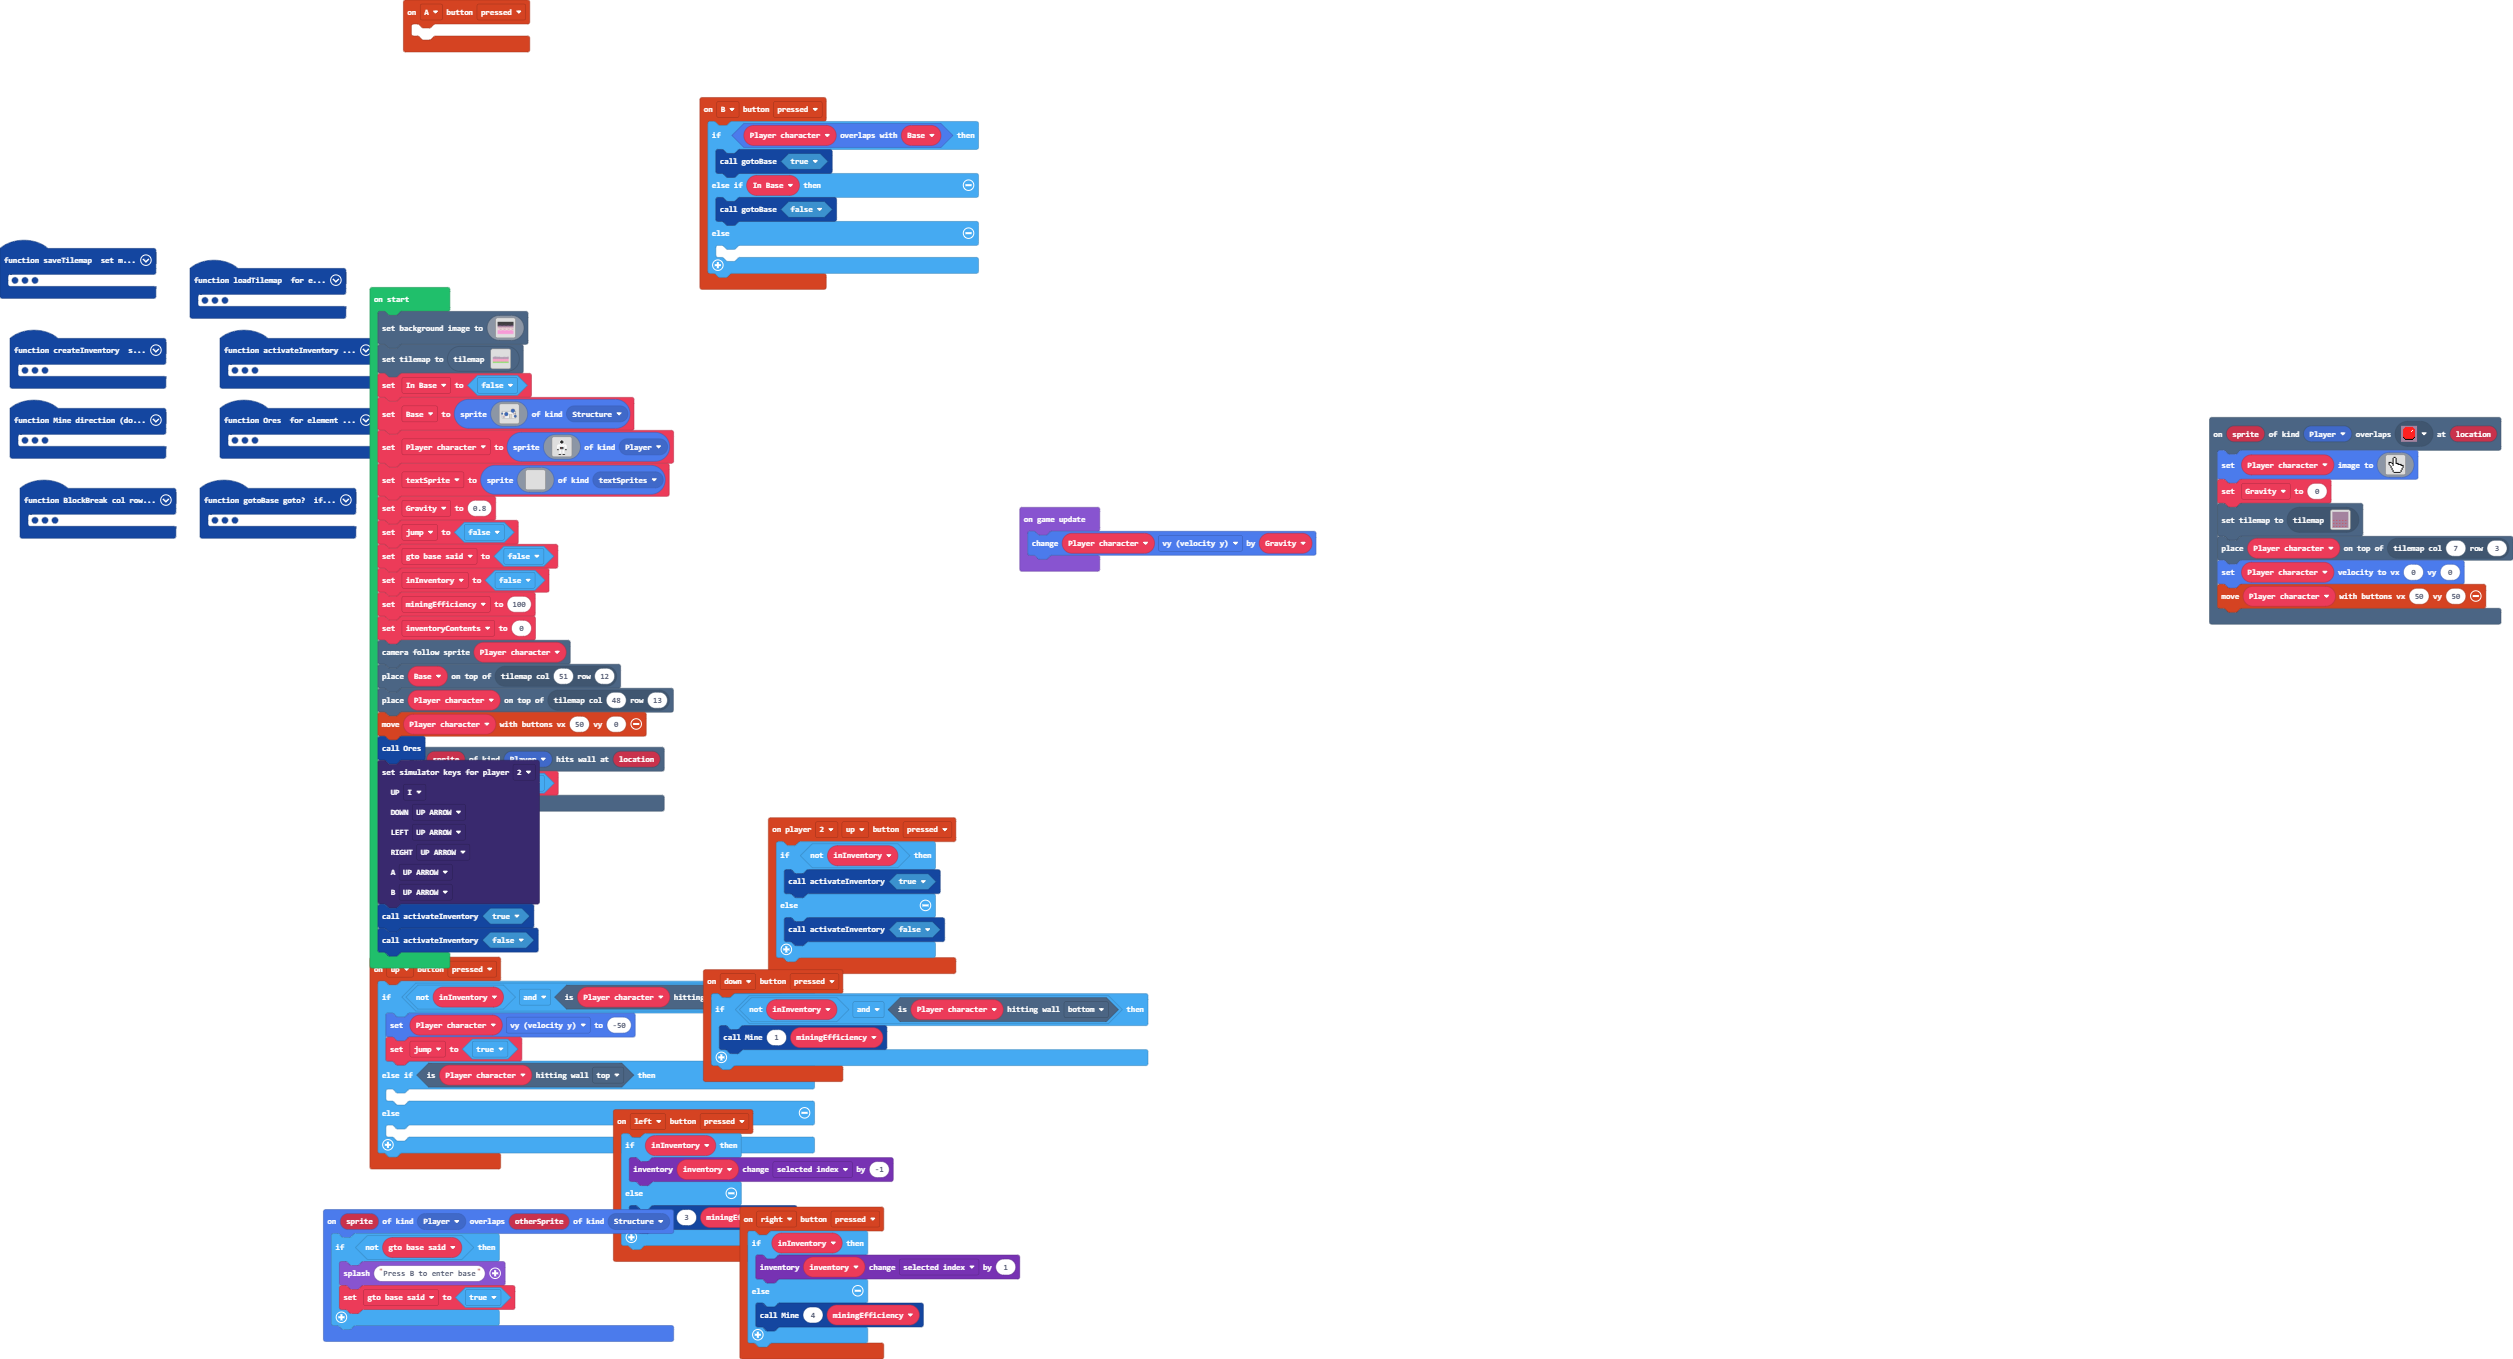 on A button pressed
on B button pressed
if Player character overlaps with Base then
call gotoBase true
else if In Base then
call gotoBase false
else
function saveTilemap set m...
function loadTilemap for e...
function createInventory s...
function activateInventory ...
function Mine direction (do...
function Ores for element ...
function BlockBreak col row...
function gotoBase goto? if...
on start
set background image to
set tilemap to tilemap
set In Base to false
set Base to sprite of kind Structure
set Player character to sprite of kind Player
set textSprite to sprite of kind textSprites
set Gravity to 0.8
set jump to false
set gto base said to false
set inInventory to false
set miningEfficiency to 100
set inventoryContents to 0
camera follow sprite Player character
place Base on top of tilemap col 51 row 12
place Player character on top of tilemap col 48 row 13
move Player character with buttons vx 50 vy 0
call Ores
sprite of kind Player hits wall at location
set simulator keys for player 2
UP I
DOWN UP ARROW
LEFT UP ARROW
RIGHT UP ARROW
A UP ARROW
B UP ARROW
call activateInventory true
call activateInventory false
on game update
change Player character vy (velocity y) by Gravity
on sprite of kind Player overlaps at location
set Player character image to
set Gravity to 0
set tilemap to tilemap
place Player character on top of tilemap col 7 row 3
set Player character velocity to vx 0 vy 0
move Player character with buttons vx 50 vy 50
on player 2 up button pressed
if not inInventory then
call activateInventory true
else
call activateInventory false
on up button pressed
if not inInventory and is Player character hitting
set Player character vy (velocity y) to -50
set jump to true
else if is Player character hitting wall top then
else
on down button pressed
if not inInventory and is Player character hitting wall bottom then
call Mine 1 miningEfficiency
on left button pressed
if inInventory then
inventory inventory change selected index by -1
else
3 miningEf
on right button pressed
if inInventory then
inventory inventory change selected index by 1
else
call Mine 4 miningEfficiency
on sprite of kind Player overlaps otherSprite of kind Structure
if not gto base said then
splash "Press B to enter base"
set gto base said to true